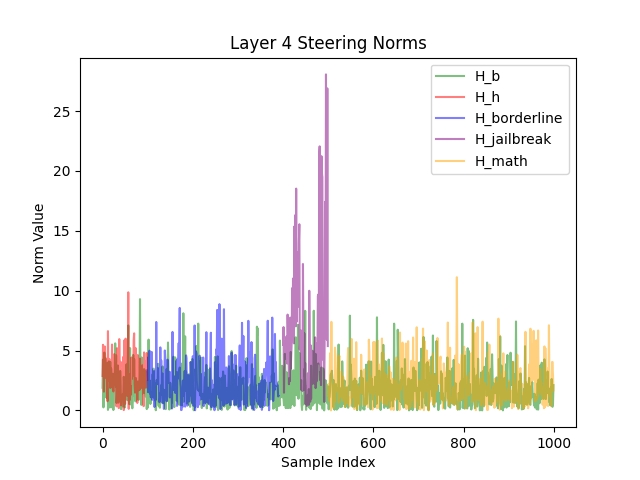 Layer 4 Steering Norms
H_b
H_h
H_borderline
H_jailbreak
H_math
Norm Value
25
20
15
10
5
0
0
200
400
600
800
1000
Sample Index